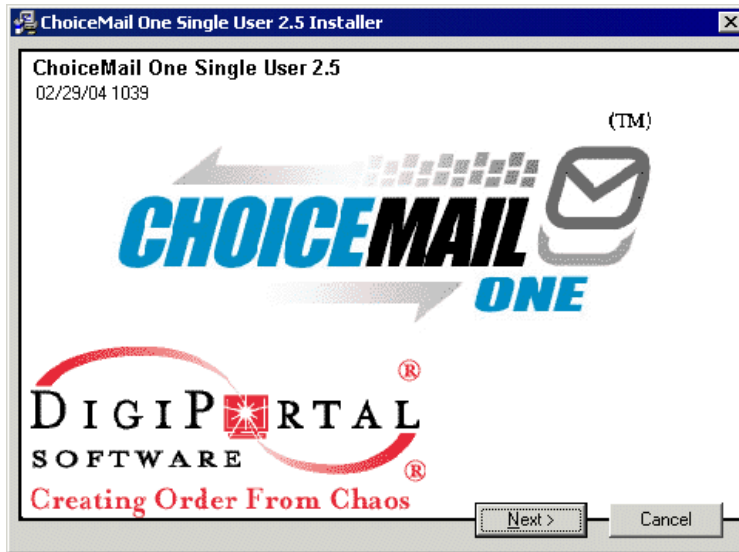 ChoiceMail One Single User 2.5 Installer
ChoiceMail One Single User 2.5
02/29/04 1039
(TM)
CHOICEMAIL
ONE
®
DIGIPORTAL
SOFTWARE
®
Creating Order From Chaos
Next >
Cancel